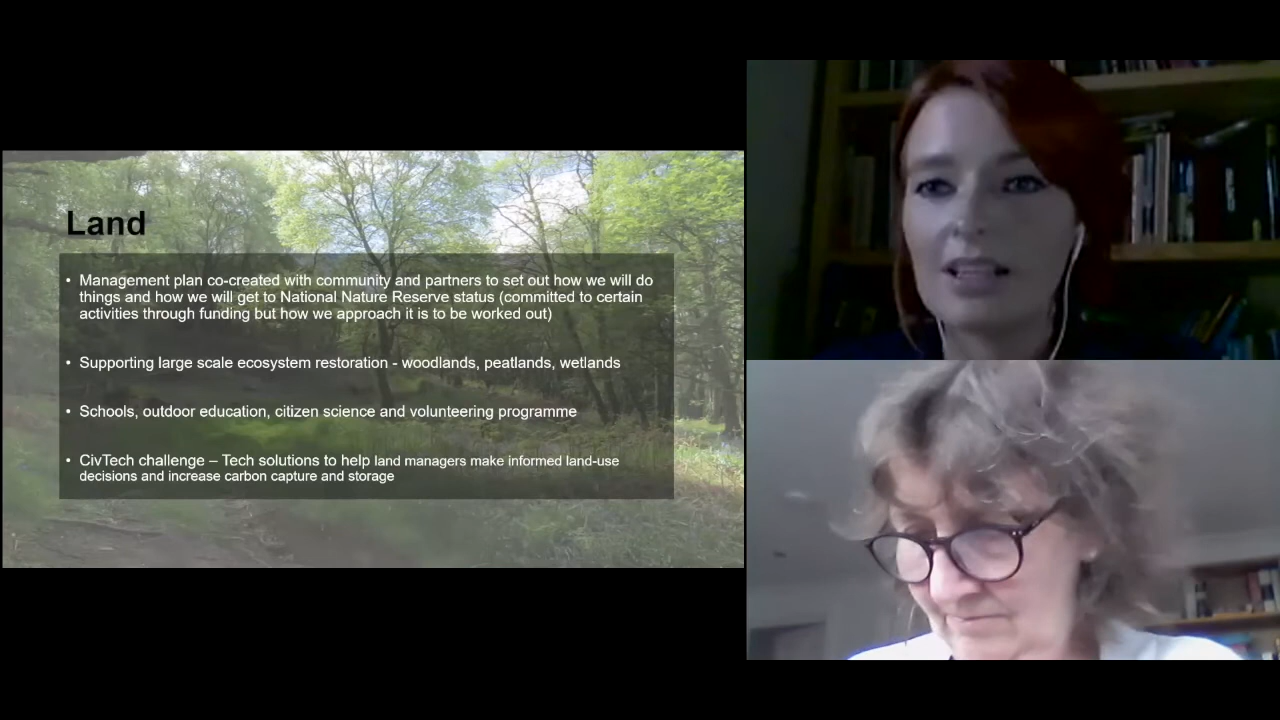 Land
• Management plan co-created with community and partners to set out how we will do
things and how we will get to National Nature Reserve status (committed to certain
activities through funding but how we approach it is to be worked out)
• Supporting large scale ecosystem restoration - woodlands, peatlands, wetlands
• Schools, outdoor education, citizen science and volunteering programme
• CivTech challenge – Tech solutions to help land managers make informed land-use
decisions and increase carbon capture and storage